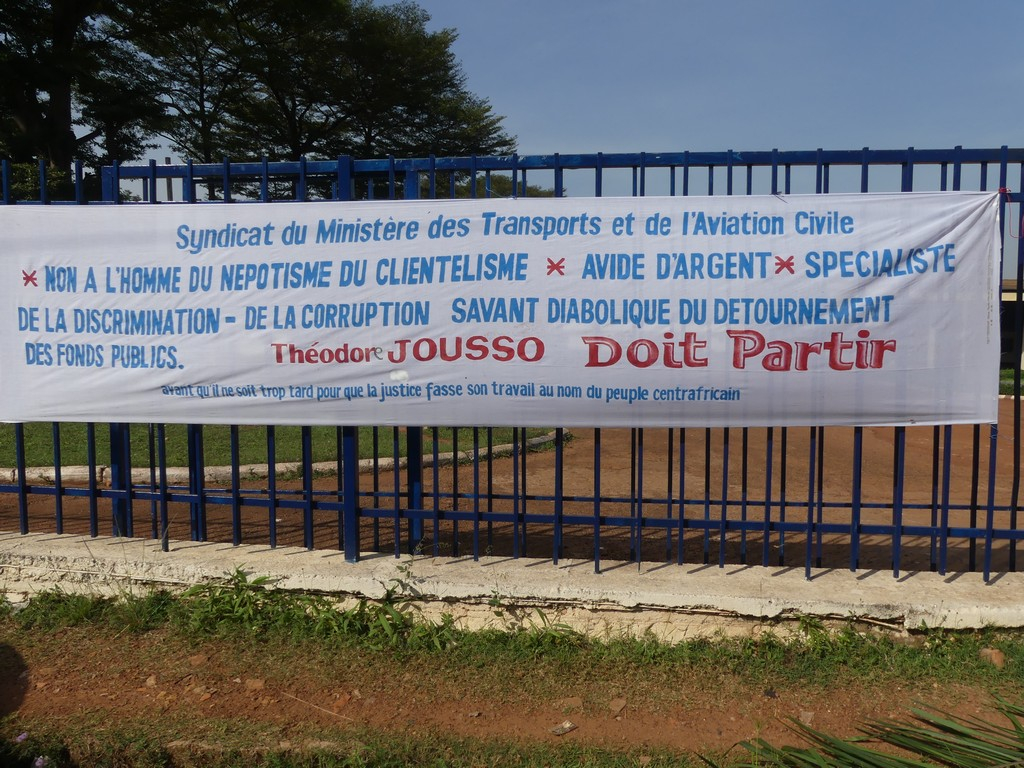 Syndicat du Ministère des Transports et de l'Aviation Civile
* NON A L'HOMME DU NEPOTISME DU CLIENTELISME * AVIDE D'ARGENT * SPECIALISTE
DE LA DISCRIMINATION - DE LA CORRUPTION SAVANT DIABOLIQUE DU DETOURNEMENT
DES FONDS PUBLICS. Théodore JOUSSO Doit Partir
avant qu'il ne soit trop tard pour que la justice fasse son travail au nom du peuple centrafricain